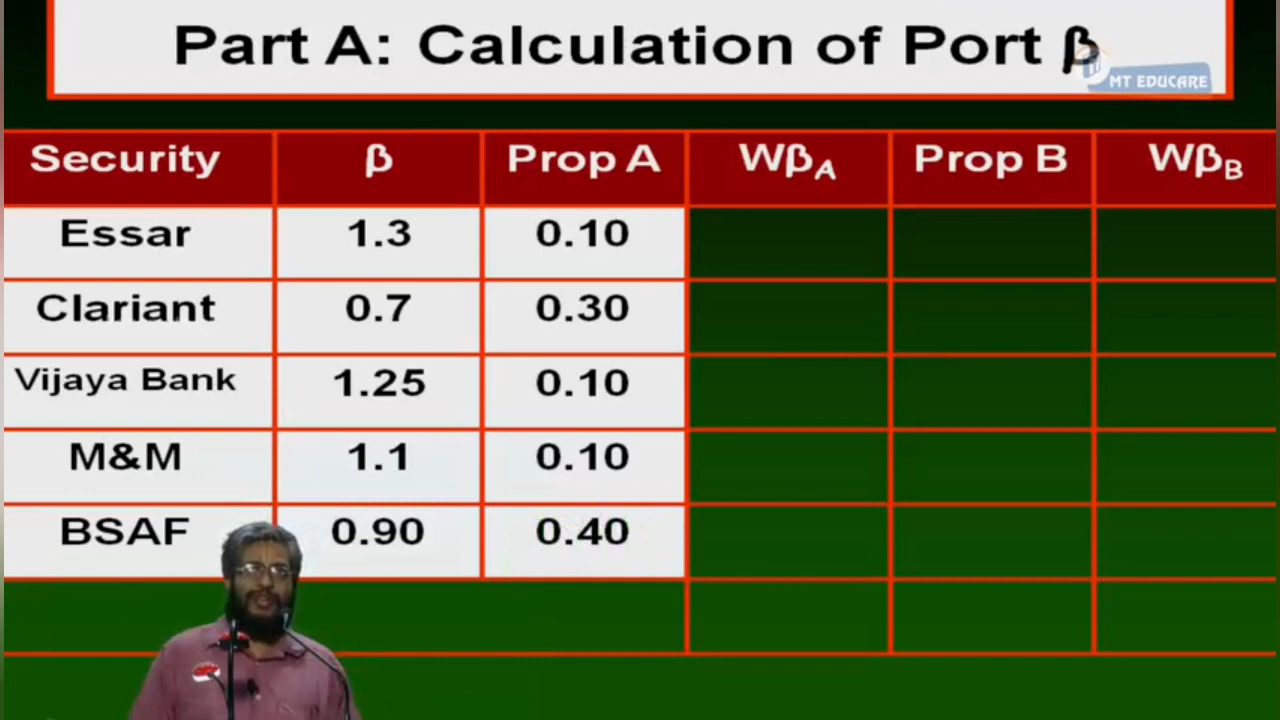 Part A: Calculation of Port β
MT EDUCARE
Security β Prop A WβA Prop B WβB
Essar 1.3 0.10
Clariant 0.7 0.30
Vijaya Bank 1.25 0.10
M&M 1.1 0.10
BSAF 0.90 0.40